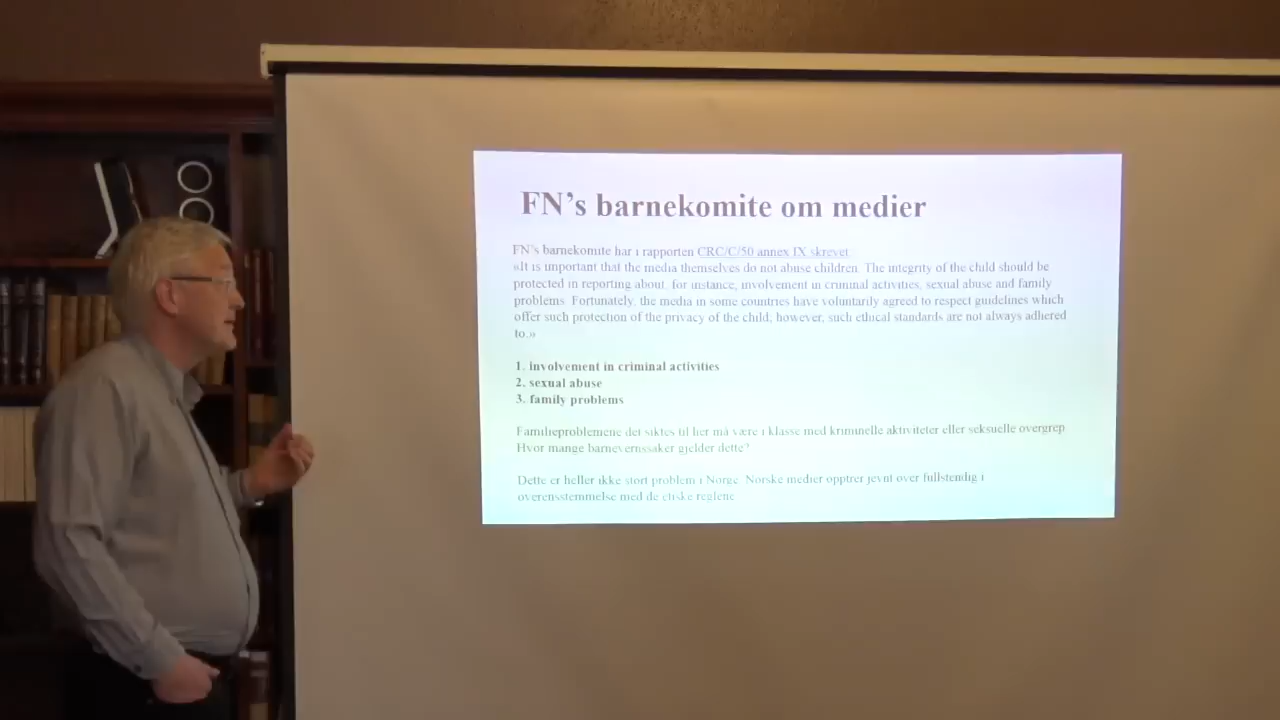 FN's barnekomite om medier
FN's barnekomite har i rapporten CRC/C/50 annex IX skrevet:
«It is important that the media themselves do not abuse children. The integrity of the child should be
protected in reporting about, for instance, involvement in criminal activities, sexual abuse and family
problems. Fortunately, the media in some countries have voluntarily agreed to respect guidelines which
offer such protection of the privacy of the child; however, such ethical standards are not always adhered
to.»
1. involvement in criminal activities
2. sexual abuse
3. family problems
Familieproblemene det siktes til her må være i klasse med kriminelle aktiviteter eller seksuelle overgrep.
Hvor mange barnevernssaker gjelder dette?
Dette er heller ikke stort problem i Norge. Norske medier opptrer jevnt over fullstendig i
overensstemmelse med de etiske reglene.